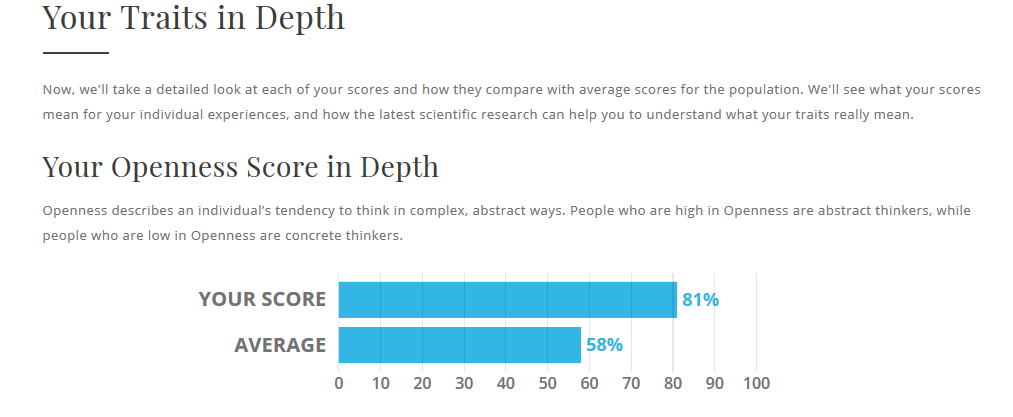 Your Traits in Depth
Now, we'll take a detailed look at each of your scores and how they compare with average scores for the population. We'll see what your scores
mean for your individual experiences, and how the latest scientific research can help you to understand what your traits really mean.
Your Openness Score in Depth
Openness describes an individual’s tendency to think in complex, abstract ways. People who are high in Openness are abstract thinkers, while
people who are low in Openness are concrete thinkers.
YOUR SCORE 81%
AVERAGE 58%
0 10 20 30 40 50 60 70 80 90 100